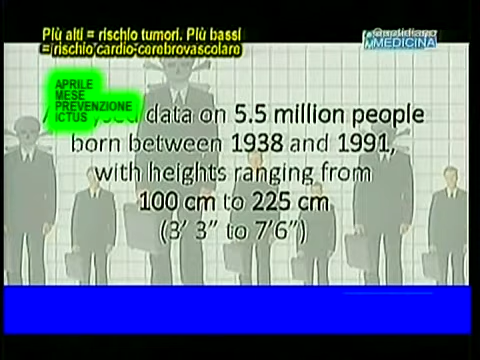 Più alti = rischio tumori. Più bassi
= rischio cardio-cerebrovascolare
Quotidiano
MEDICINA
APRILE
MESE
PREVENZIONE
ICTUS
data on 5.5 million people
born between 1938 and 1991,
with heights ranging from
100 cm to 225 cm
(3' 3" to 7'6")